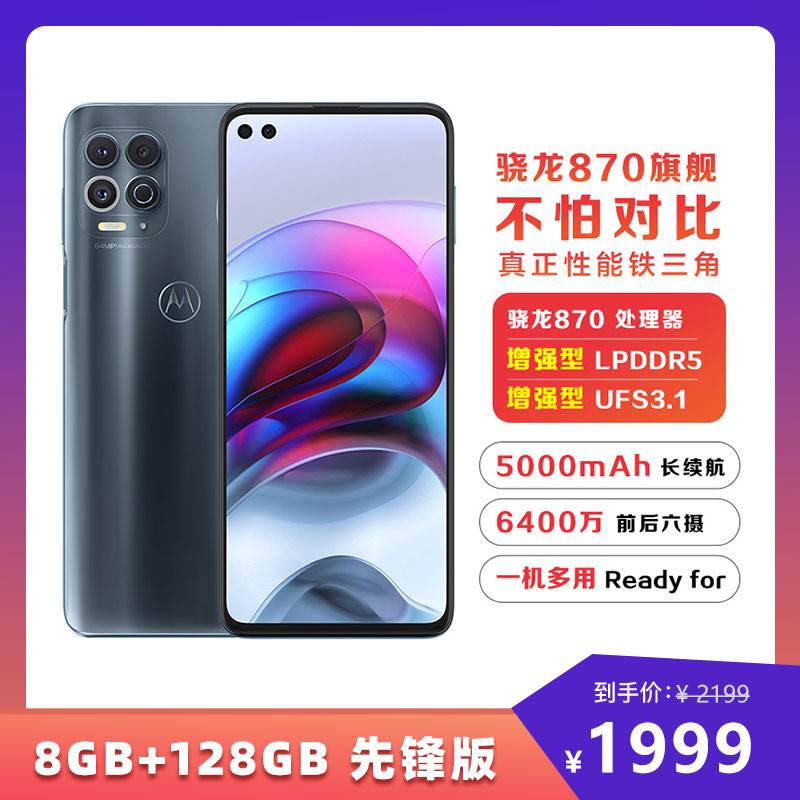 64MP
骁龙870旗舰
不怕对比
真正性能铁三角
骁龙870 处理器
增强型 LPDDR5
增强型 UFS3.1
5000mAh 长续航
6400万 前后六摄
一机多用 Ready for
到手价:¥ 2199
¥1999
8GB+128GB 先锋版